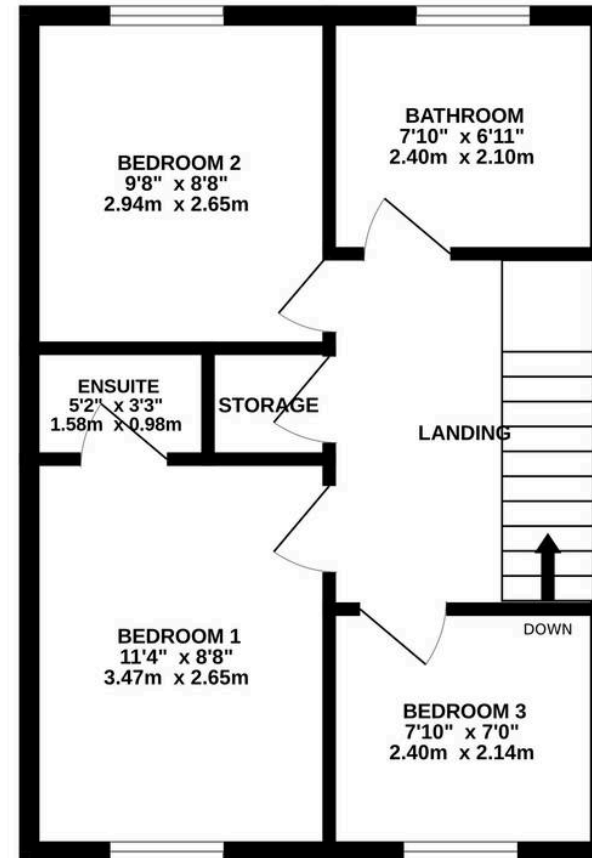 BEDROOM 2
9'8" x 8'8"
2.94m x 2.65m
BATHROOM
7'10" x 6'11"
2.40m x 2.10m
ENSUITE
5'2" x 3'3"
1.58m x 0.98m
STORAGE
LANDING
BEDROOM 1
11'4" x 8'8"
3.47m x 2.65m
DOWN
BEDROOM 3
7'10" x 7'0"
2.40m x 2.14m